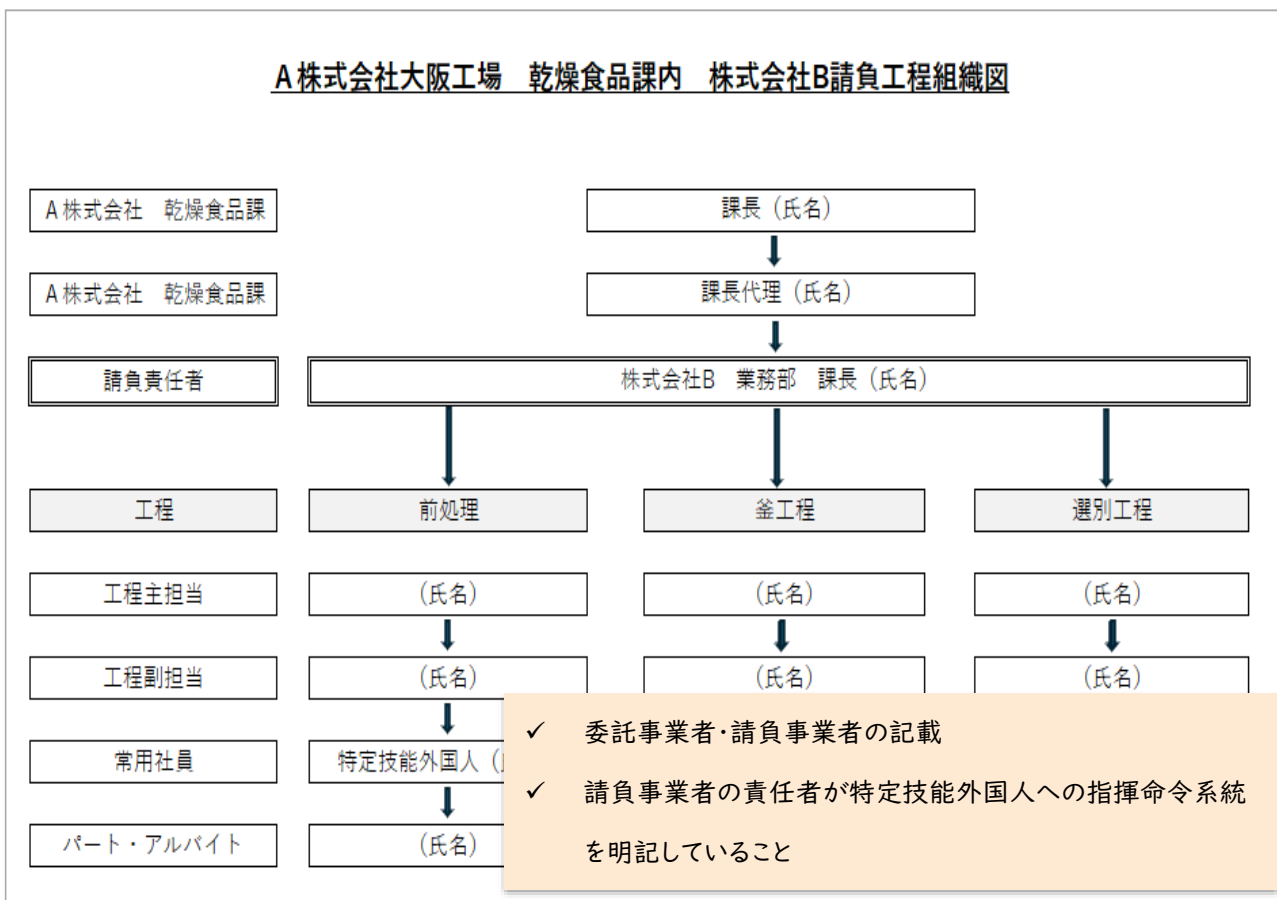 A株式会社大阪工場　乾燥食品課内　株式会社B請負工程組織図
A株式会社　乾燥食品課
課長（氏名）
A株式会社　乾燥食品課
課長代理（氏名）
請負責任者
株式会社B　業務部　課長（氏名）
工程
前処理
釜工程
選別工程
工程主担当
（氏名）
（氏名）
（氏名）
工程副担当
（氏名）
（氏名）
（氏名）
常用社員
特定技能外国人（
パート・アルバイト
（氏名）
✓ 委託事業者・請負事業者の記載
✓ 請負事業者の責任者が特定技能外国人への指揮命令系統
を明記していること